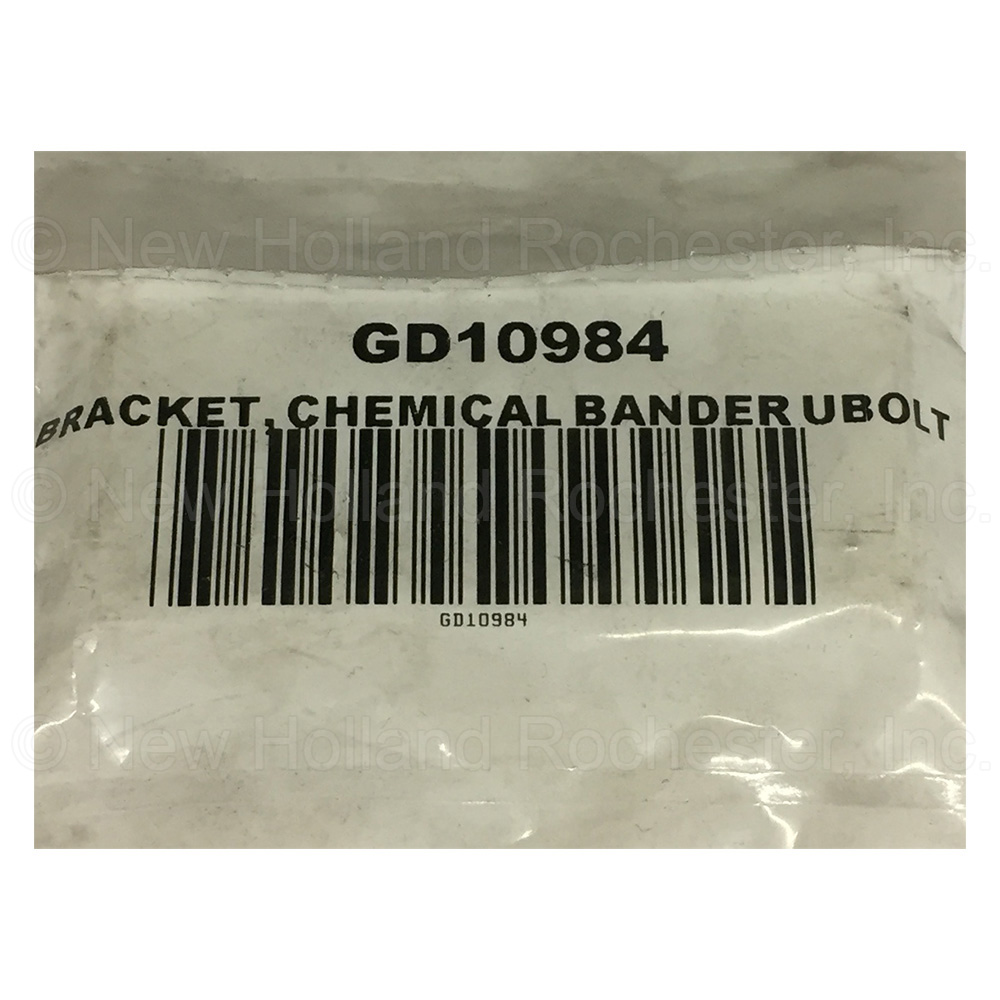 © New Holland Rochester, Inc.
GD10984
BRACKET, CHEMICAL BANDER UBOLT
© New Holland Rochester, Inc.
GD10984
© New Holland Rochester, Inc.